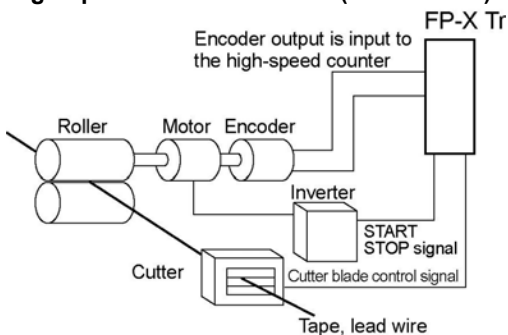 FP-X Tr
Encoder output is input to
the high-speed counter
Roller
Motor
Encoder
Inverter
START
STOP signal
Cutter
Cutter blade control signal
Tape, lead wire